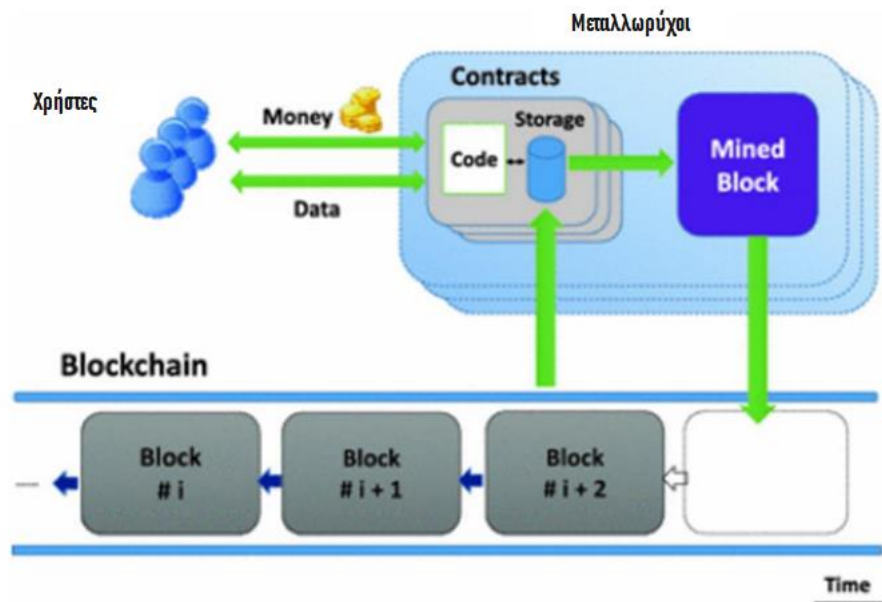 Μεταλλωρύχοι
Χρήστες
Contracts
Money
Storage
Code
Data
Mined
Block
Blockchain
Block
# i
Block
# i + 1
Block
# i + 2
Time